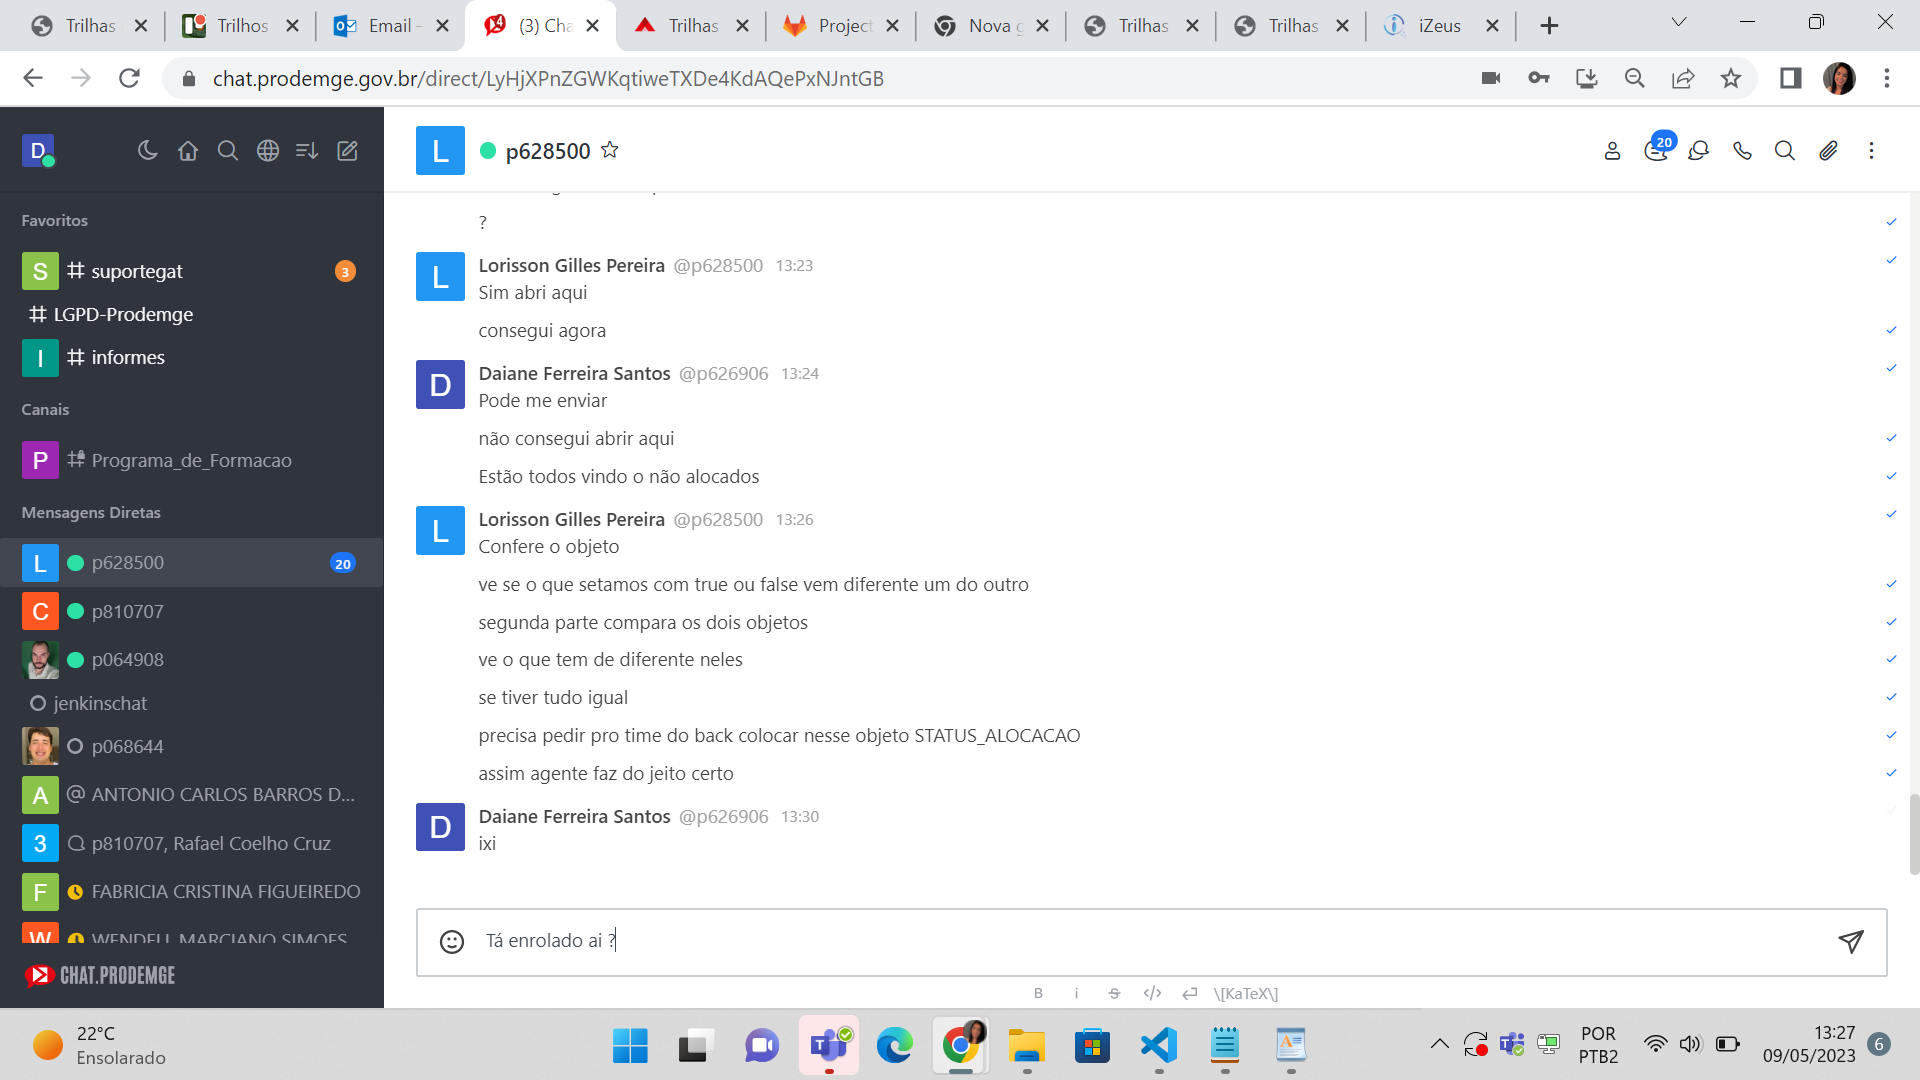 Trilhas
Trilhos
Email -
(3) Cha
Trilhas
Project
Nova g
Trilhas
Trilhas
iZeus
chat.prodemge.gov.br/direct/LyHjXPnZGWKqtiweTXDe4KdAQePxNJntGB
D
L
p628500
20
Favoritos
S
# suportegat
3
# LGPD-Prodemge
I
# informes
Canais
P
Programa_de_Formacao
Mensagens Diretas
L
p628500
20
C
p810707
p064908
jenkinschat
p068644
A
@ ANTONIO CARLOS BARROS D...
3
p810707, Rafael Coelho Cruz
F
FABRICIA CRISTINA FIGUEIREDO
W
WENDELL MARCIANO SIMOES
CHAT.PRODEMGE
?
L
Lorisson Gilles Pereira @p628500 13:23
Sim abri aqui
consegui agora
D
Daiane Ferreira Santos @p626906 13:24
Pode me enviar
não consegui abrir aqui
Estão todos vindo o não alocados
L
Lorisson Gilles Pereira @p628500 13:26
Confere o objeto
ve se o que setamos com true ou false vem diferente um do outro
segunda parte compara os dois objetos
ve o que tem de diferente neles
se tiver tudo igual
precisa pedir pro time do back colocar nesse objeto STATUS_ALOCACAO
assim agente faz do jeito certo
D
Daiane Ferreira Santos @p626906 13:30
ixi
Tá enrolado ai ?
B i S </> \[KaTeX\]
22°C
Ensolarado
POR
PTB2
13:27
09/05/2023
6